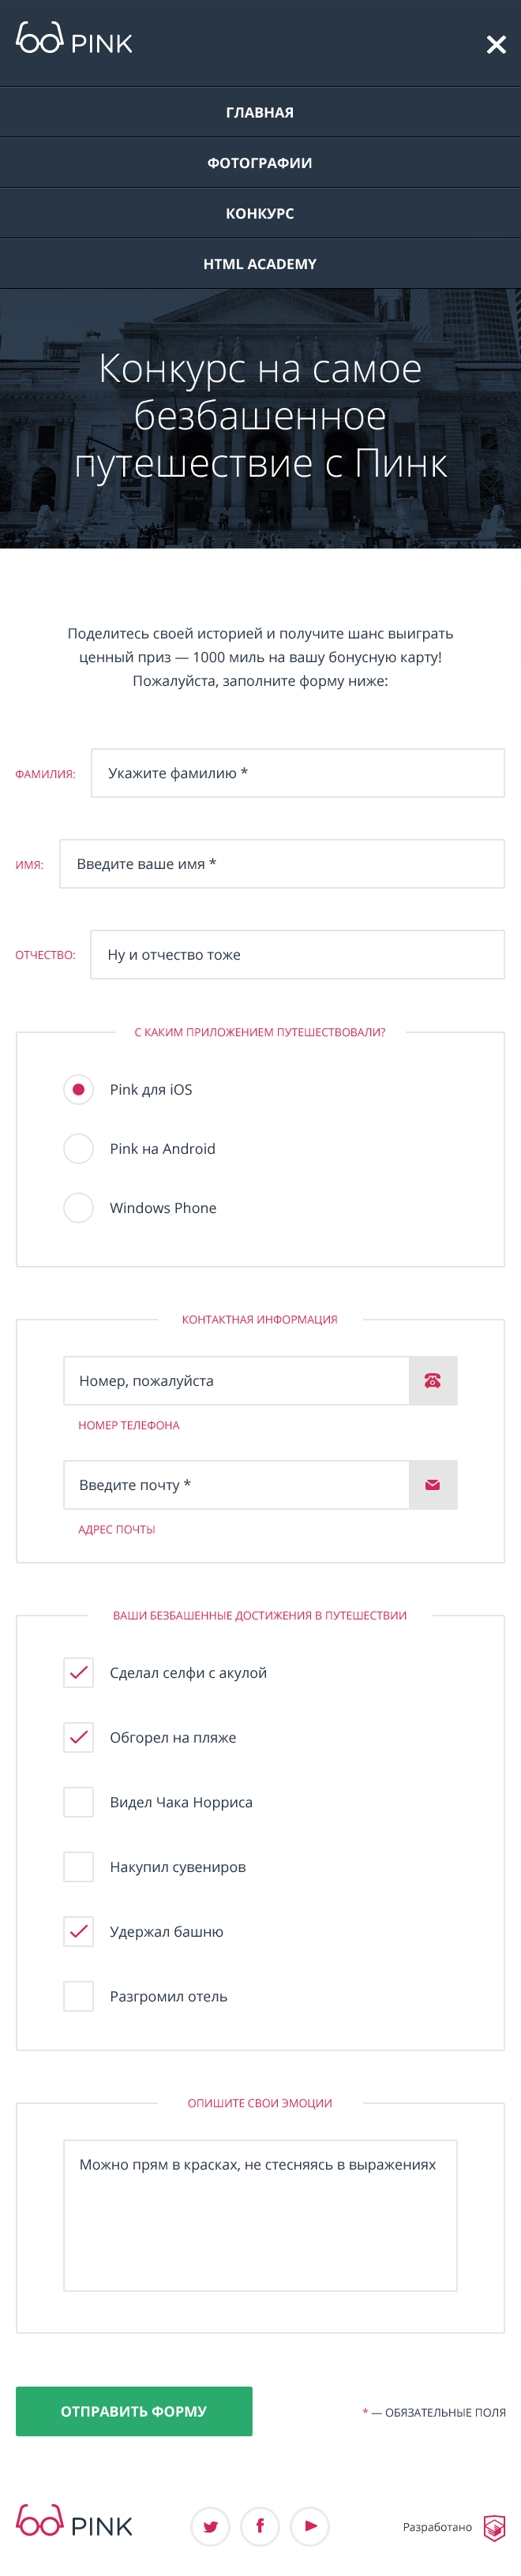 PINK
ГЛАВНАЯ
ФОТОГРАФИИ
КОНКУРС
HTML ACADEMY
Конкурс на самое
безбашенное
путешествие с Пинк
Поделитесь своей историей и получите шанс выиграть
ценный приз — 1000 миль на вашу бонусную карту!
Пожалуйста, заполните форму ниже:
ФАМИЛИЯ: Укажите фамилию *
ИМЯ: Введите ваше имя *
ОТЧЕСТВО: Ну и отчество тоже
С КАКИМ ПРИЛОЖЕНИЕМ ПУТЕШЕСТВОВАЛИ?
Pink для iOS
Pink на Android
Windows Phone
КОНТАКТНАЯ ИНФОРМАЦИЯ
Номер, пожалуйста
НОМЕР ТЕЛЕФОНА
Введите почту *
АДРЕС ПОЧТЫ
ВАШИ БЕЗБАШЕННЫЕ ДОСТИЖЕНИЯ В ПУТЕШЕСТВИИ
Сделал селфи с акулой
Обгорел на пляже
Видел Чака Норриса
Накупил сувениров
Удержал башню
Разгромил отель
ОПИШИТЕ СВОИ ЭМОЦИИ
Можно прям в красках, не стесняясь в выражениях
ОТПРАВИТЬ ФОРМУ
* — ОБЯЗАТЕЛЬНЫЕ ПОЛЯ
PINK
Разработано